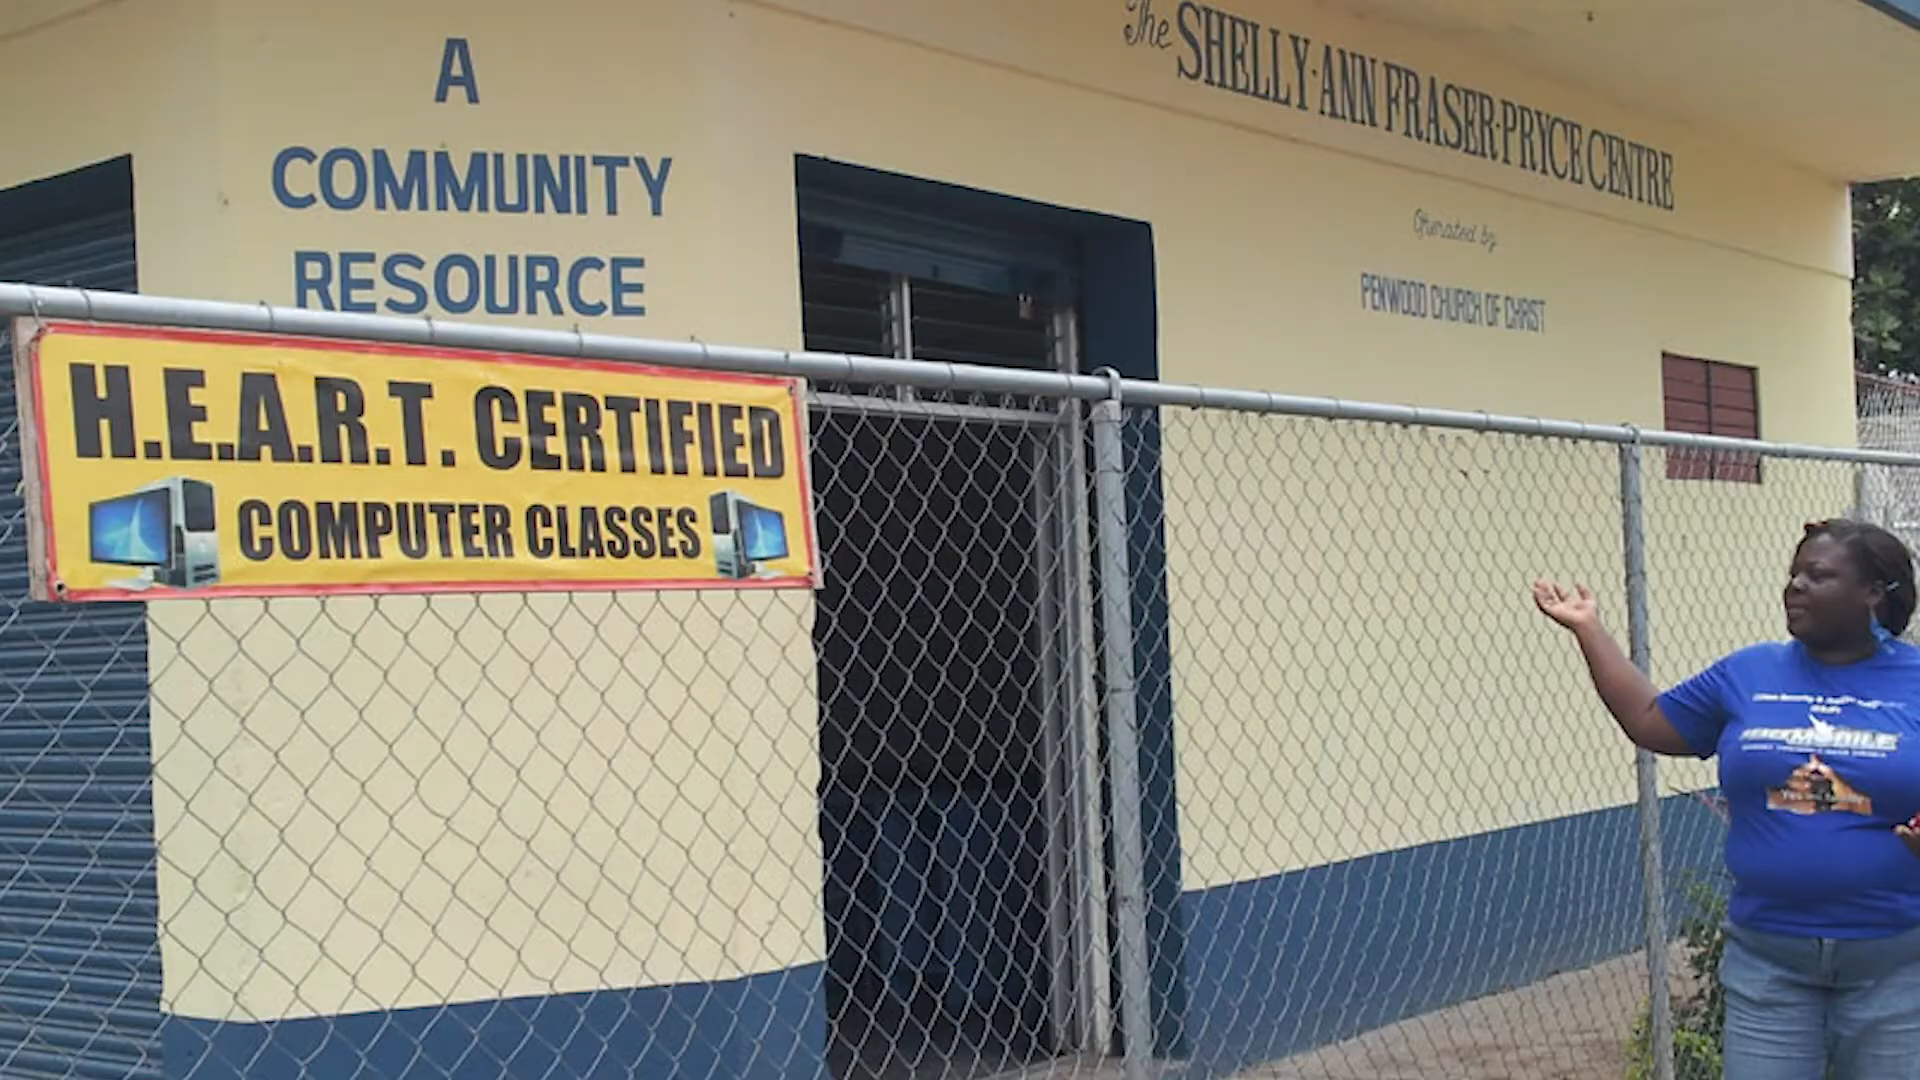 A
COMMUNITY
RESOURCE
The SHELLY-ANN FRASER-PRYCE CENTRE
Operated by
PENWOOD CHURCH OF CHRIST
H.E.A.R.T. CERTIFIED
COMPUTER CLASSES